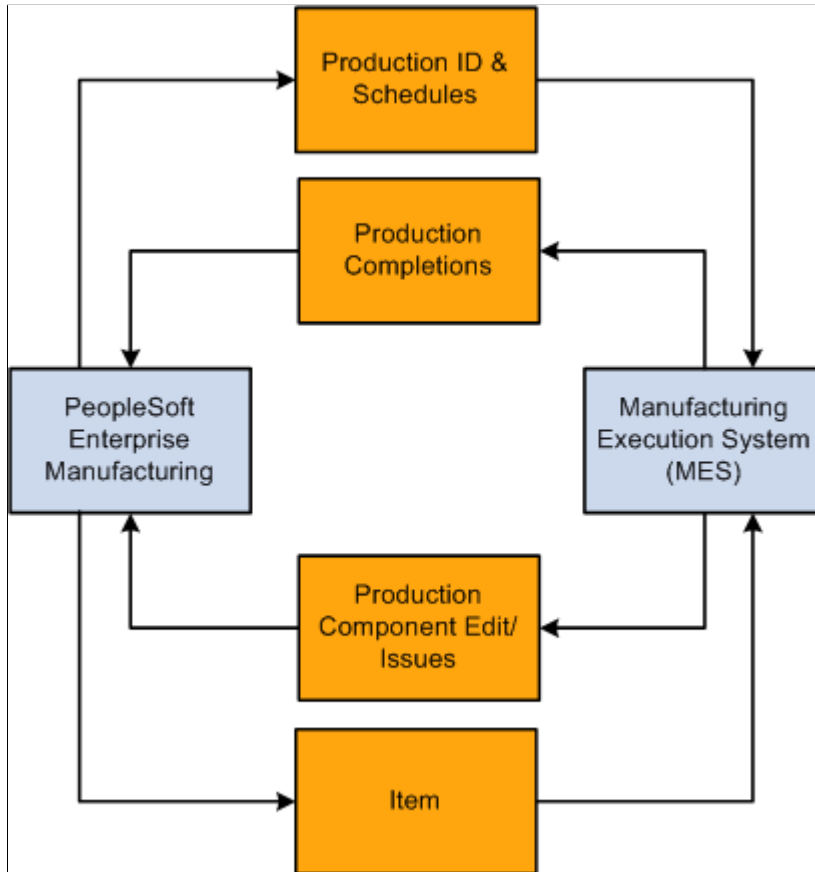 Production ID &
Schedules
Production
Completions
PeopleSoft
Enterprise
Manufacturing
Manufacturing
Execution System
(MES)
Production
Component Edit/
Issues
Item